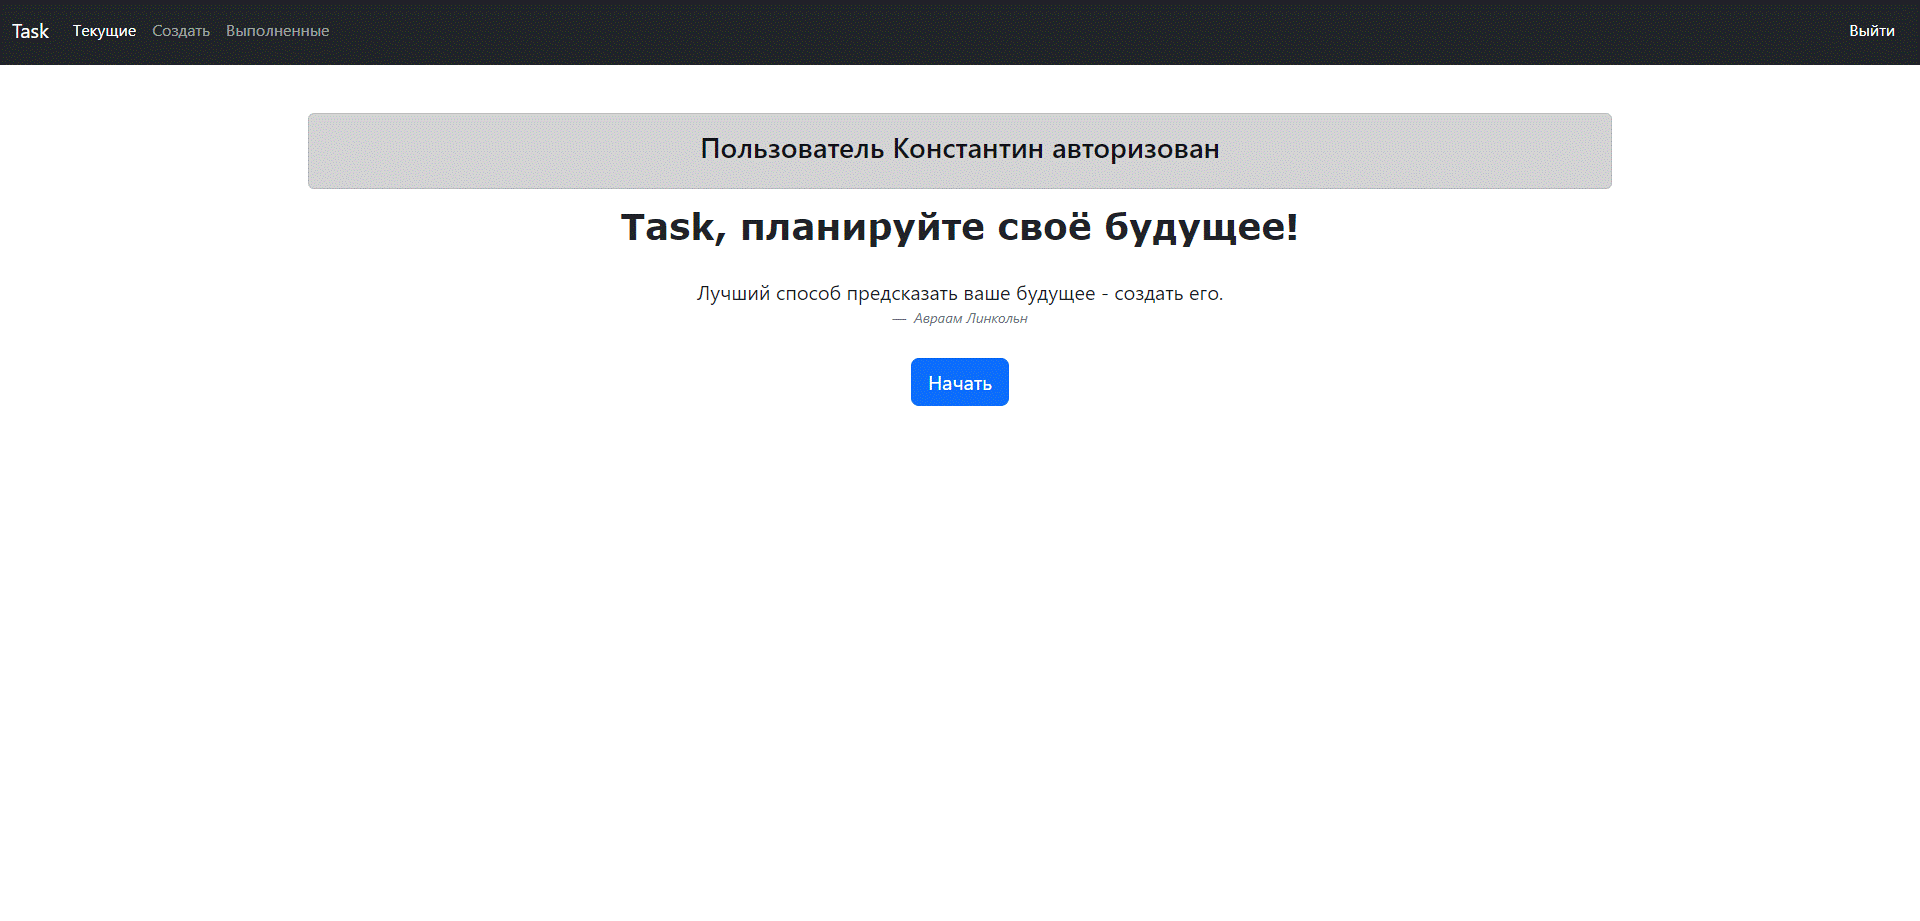 Task Текущие Создать Выполненные Выйти
Пользователь Константин авторизован
Task, планируйте своё будущее!
Лучший способ предсказать ваше будущее - создать его.
— Авраам Линкольн
Начать